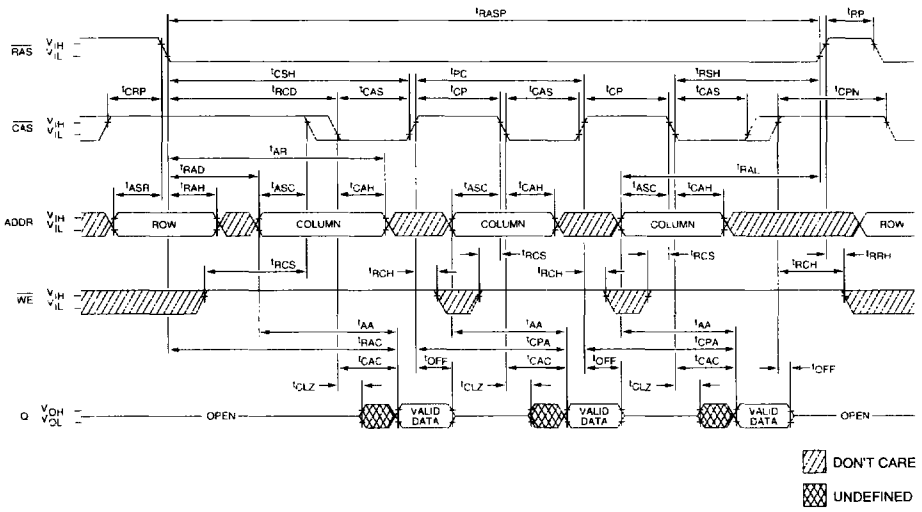 tRASP
tRP
RAS VIH VIL
tCSH
tPC
tRSH
tCRP
tRCD
tCAS
tCP
tCAS
tCP
tCAS
tCPN
CAS VIH VIL
tAR
tRAD
tRAL
tASR
tRAH
tASC
tCAH
tASC
tCAH
tASC
tCAH
ADDR VIH VIL
ROW
COLUMN
COLUMN
COLUMN
ROW
tRCS
tRCH
tRCS
tRCH
tRCS
tRCH
tRRH
WE VIH VIL
tAA
tAA
tAA
tRAC
tCPA
tCPA
tCAC
tOFF
tCAC
tOFF
tCAC
tOFF
tCLZ
tCLZ
tCLZ
Q VOH VOL
OPEN
VALID DATA
VALID DATA
VALID DATA
OPEN
DON'T CARE
UNDEFINED